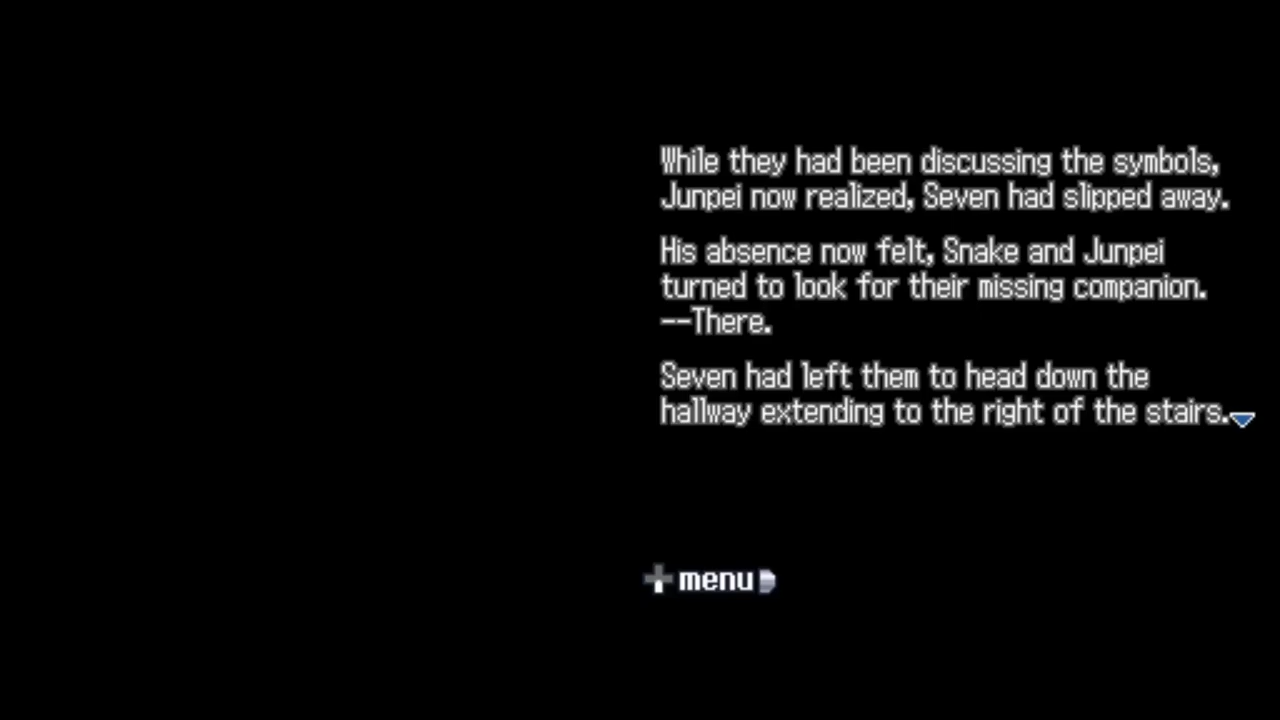 While they had been discussing the symbols,
Junpei now realized, Seven had slipped away.
His absence now felt, Snake and Junpei
turned to look for their missing companion.
--There.
Seven had left them to head down the
hallway extending to the right of the stairs.
menu